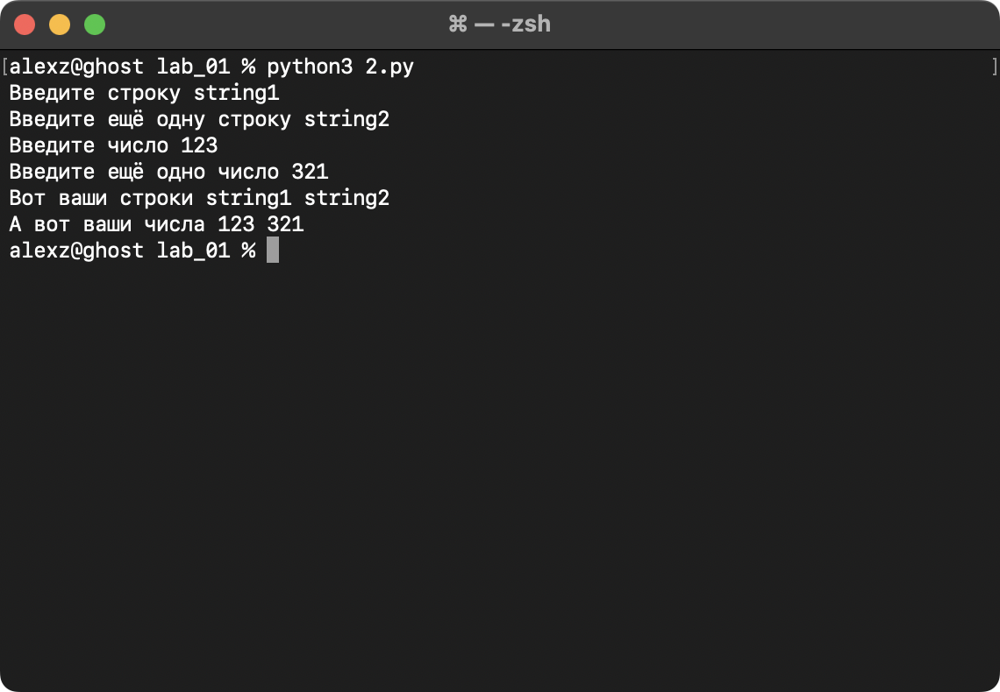 ⌘ — -zsh
[alexz@ghost lab_01 % python3 2.py ]
Введите строку string1
Введите ещё одну строку string2
Введите число 123
Введите ещё одно число 321
Вот ваши строки string1 string2
А вот ваши числа 123 321
alexz@ghost lab_01 %